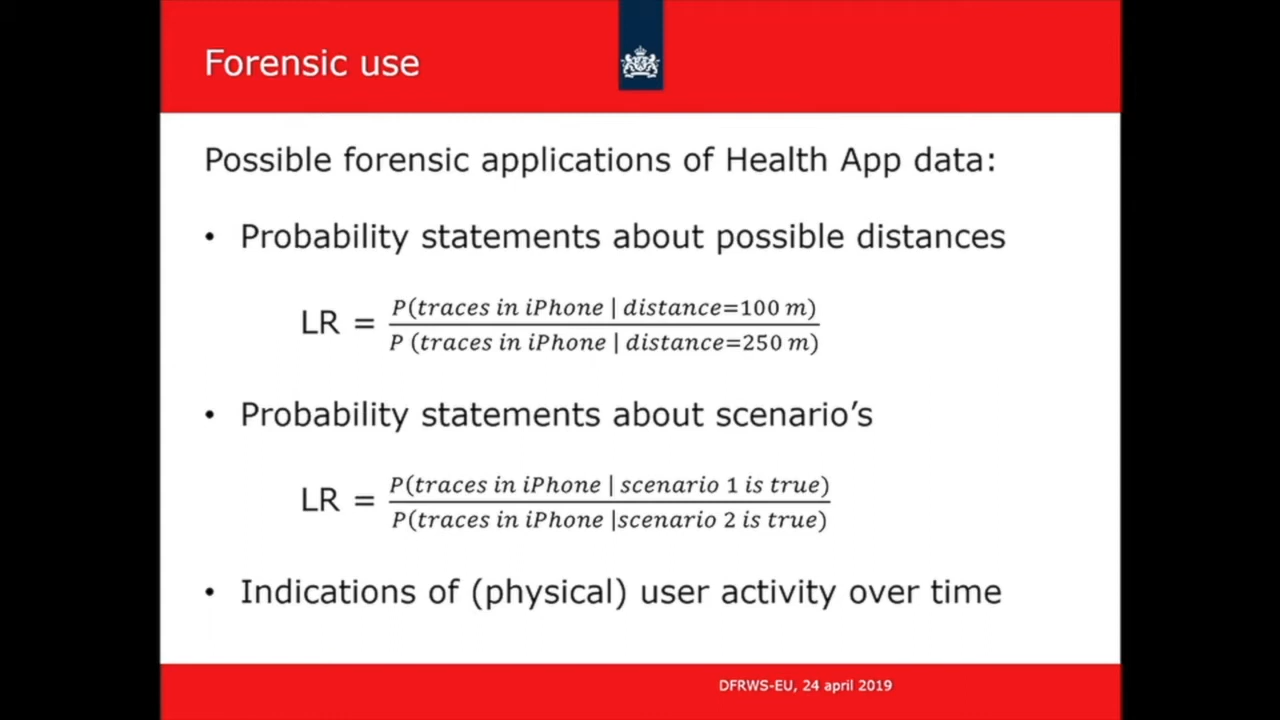 Forensic use
Possible forensic applications of Health App data:
• Probability statements about possible distances
LR = P(traces in iPhone | distance=100 m)
P (traces in iPhone | distance=250 m)
• Probability statements about scenario’s
LR = P(traces in iPhone | scenario 1 is true)
P(traces in iPhone |scenario 2 is true)
• Indications of (physical) user activity over time
DFRWS-EU, 24 april 2019